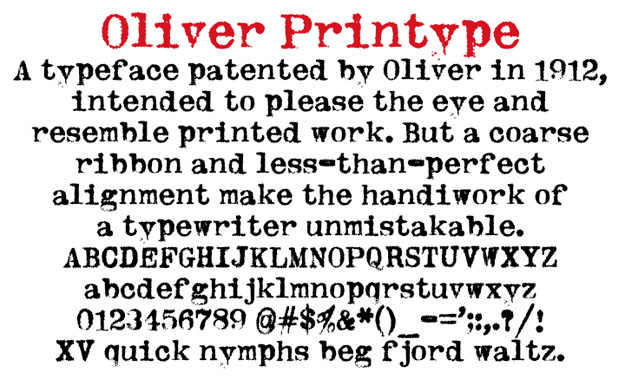 Oliver Printype
A typeface patented by Oliver in 1912,
intended to please the eye and
resemble printed work. But a coarse
ribbon and less-than-perfect
alignment make the handiwork of
a typewriter unmistakable.
ABCDEFGHIJKLMNOPQRSTUVWXYZ
abcdefghijklmnopqrstuvwxyz
0123456789 @#$%&*()_-=';:,.?/!
XV quick nymphs beg fjord waltz.